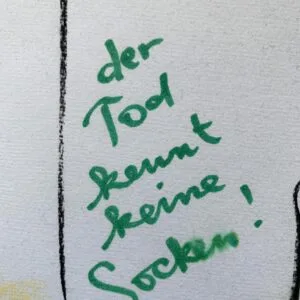 der
Tod
kennt
keine
Socken!